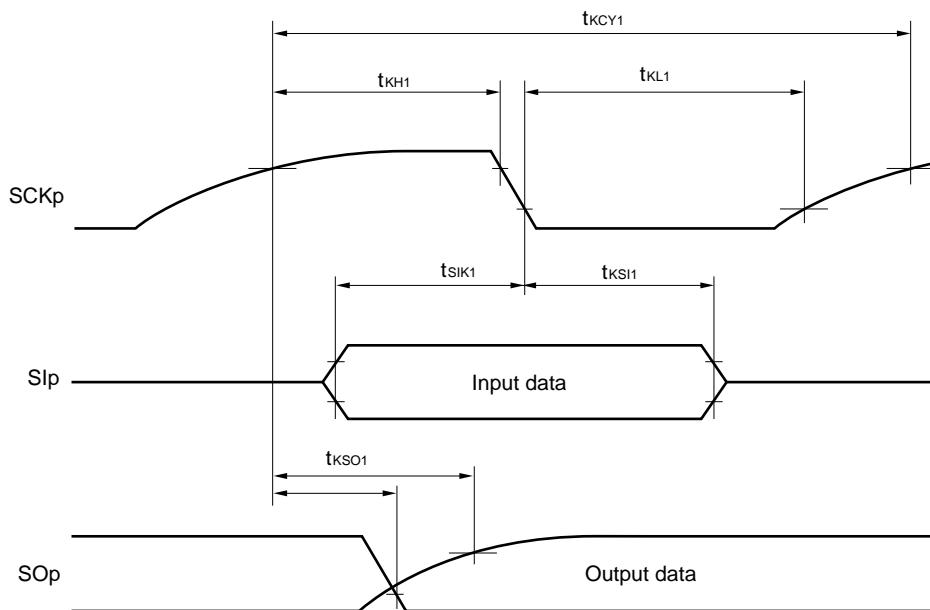 tKCY1
tKH1
tKL1
SCKp
tSIK1
tKSI1
SIp
Input data
tKSO1
SOp
Output data